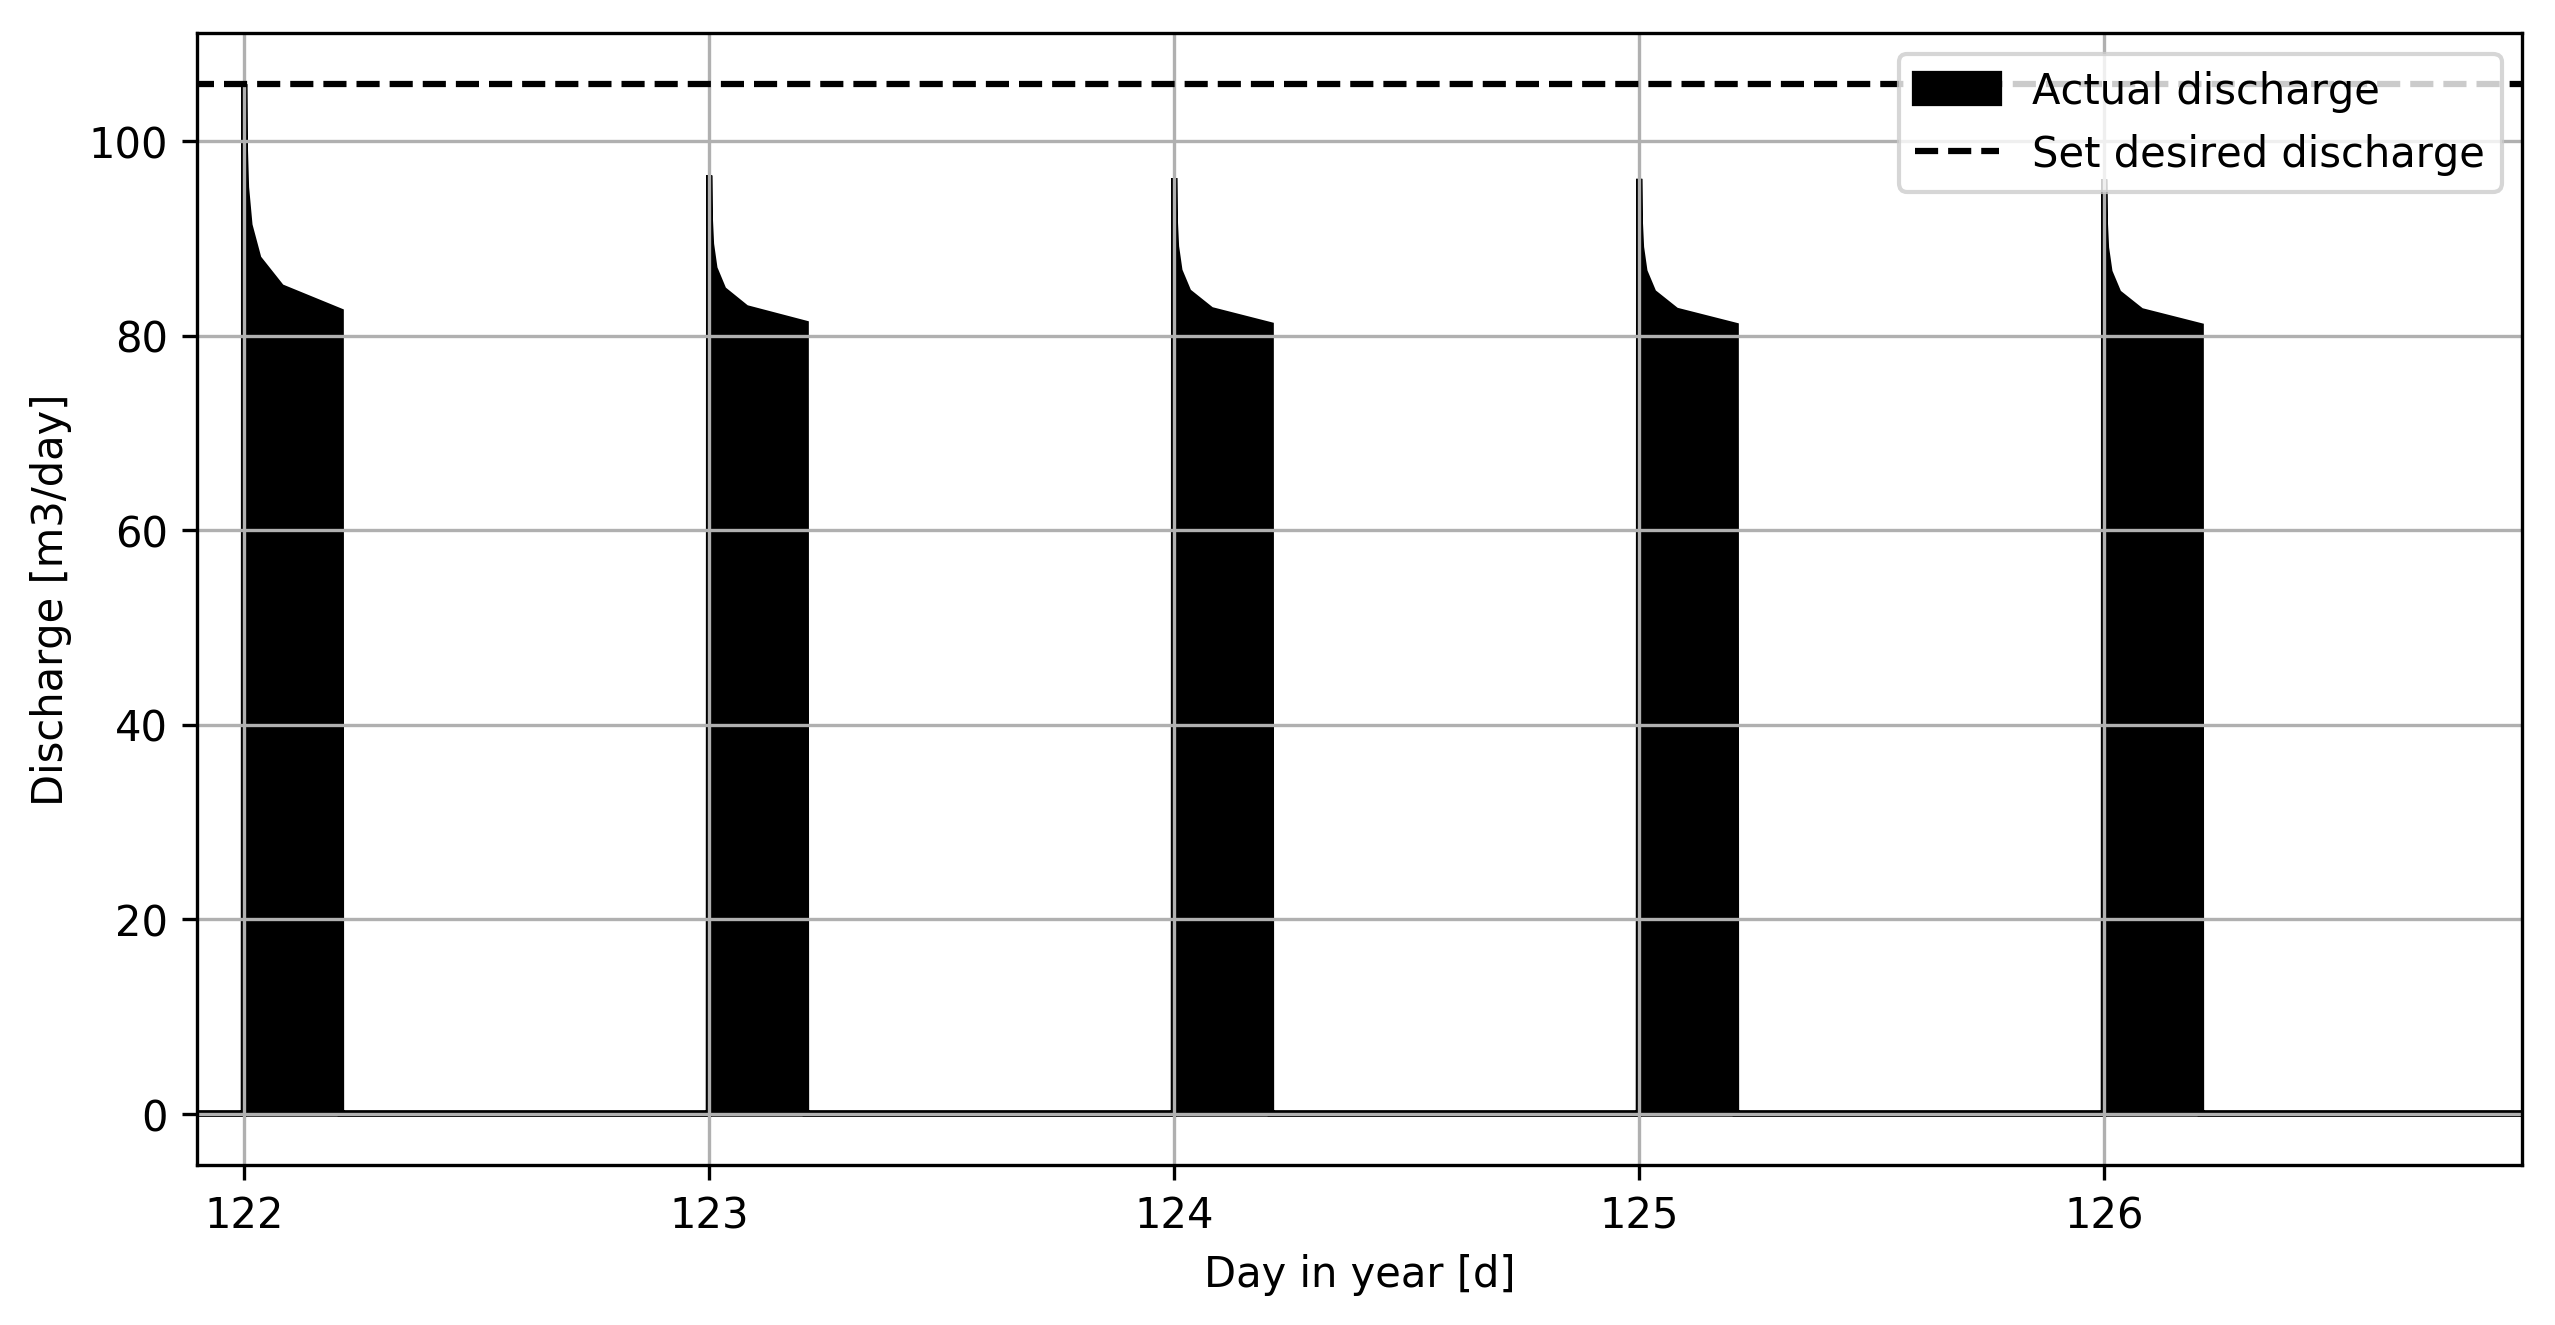 Actual discharge
Set desired discharge
100
80
60
40
20
0
Discharge [m3/day]
122 123 124 125 126
Day in year [d]